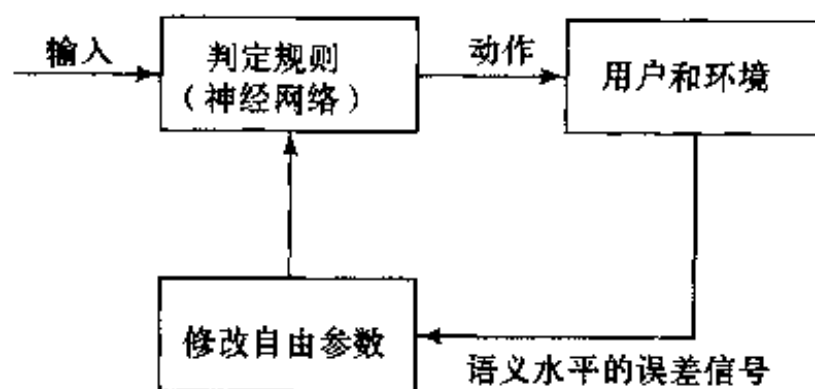 输入
判定规则
（神经网络）
动作
用户和环境
修改自由参数
语义水平的误差信号